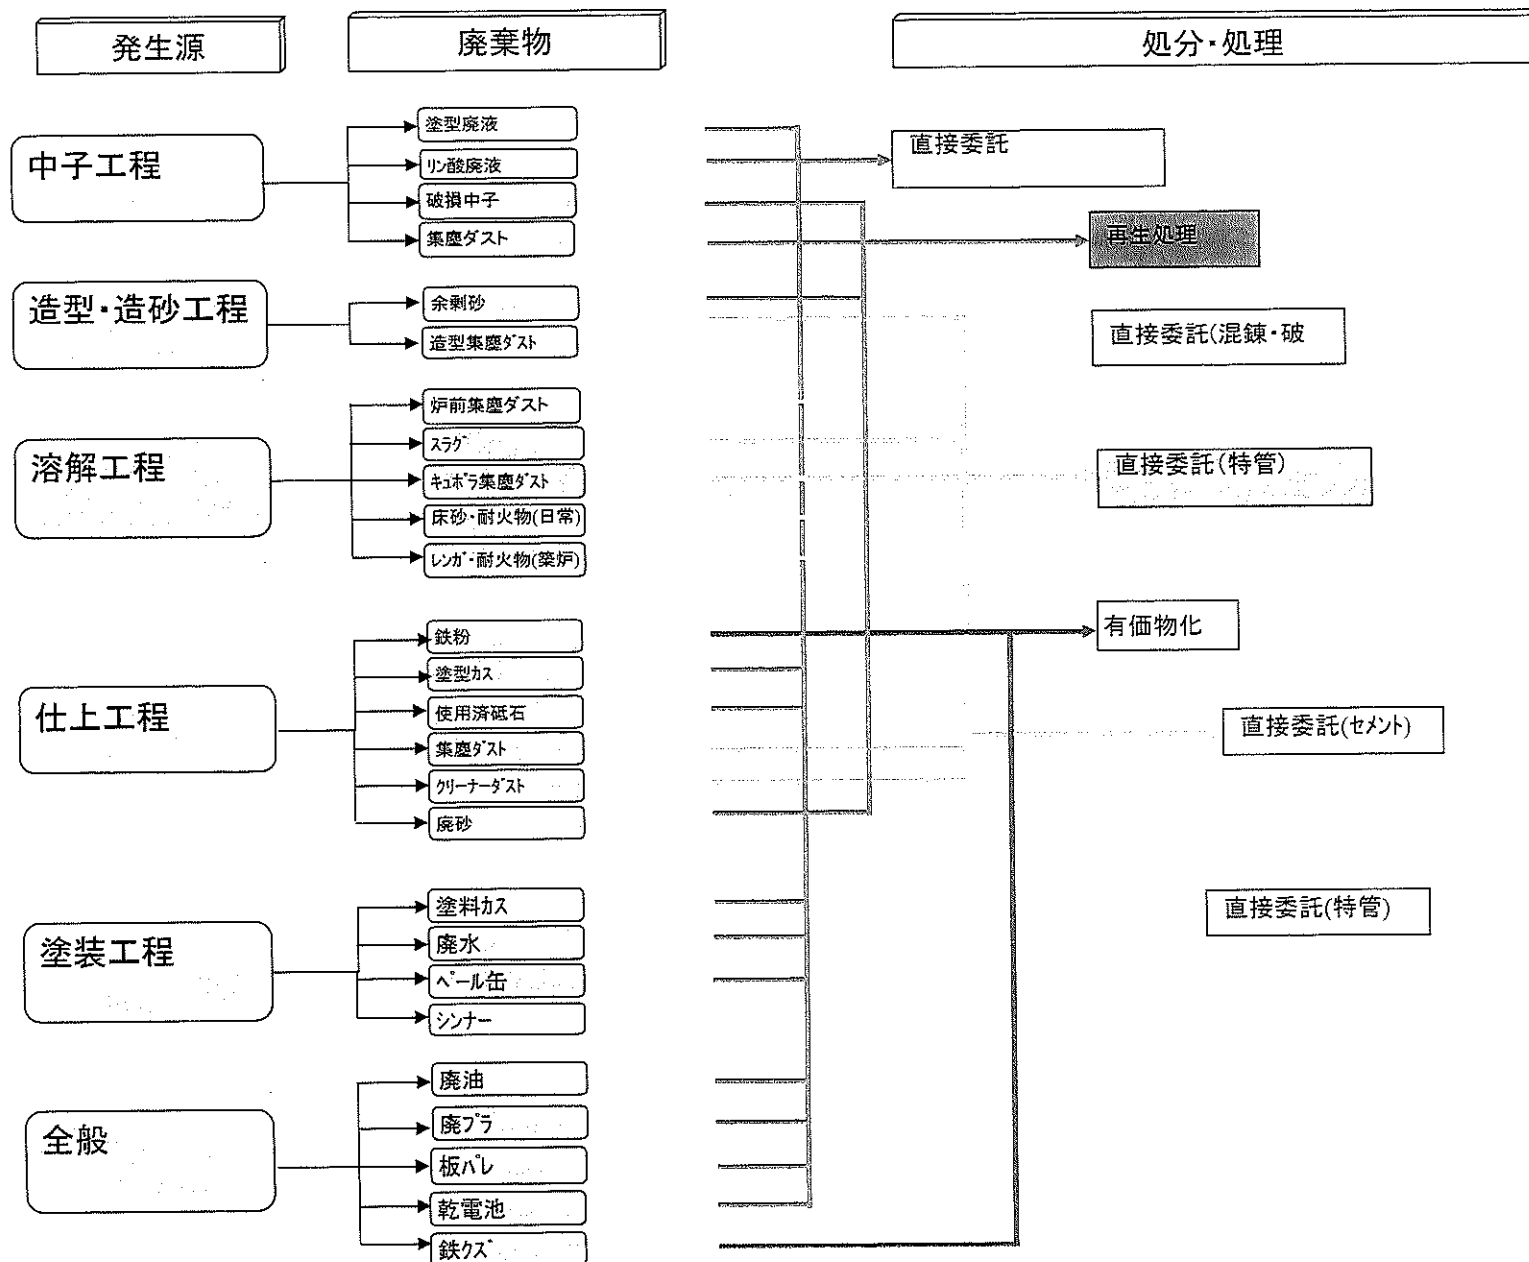 発生源
廃棄物
処分・処理
中子工程
塗型廃液
リン酸廃液
破損中子
集塵ダスト
造型・造砂工程
余剰砂
造型集塵ダスト
溶解工程
炉前集塵ダスト
スラグ
キュポラ集塵ダスト
床砂・耐火物(日常)
レンガ・耐火物(築炉)
仕上工程
鉄粉
塗型カス
使用済砥石
集塵ダスト
クリーナーダスト
廃砂
塗装工程
塗料カス
廃水
ペール缶
シンナー
全般
廃油
廃プラ
板パレ
乾電池
鉄クズ
直接委託
再生処理
直接委託(混錬・破
直接委託(特管)
有価物化
直接委託(セメント)
直接委託(特管)